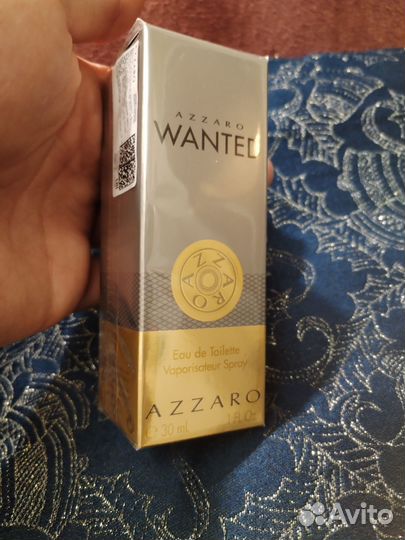 AZZARO
WANTED
AZZARO
Eau de Toilette
Vaporisateur Spray
AZZARO
℮ 30 ml 1 Fl.Oz.
Avito